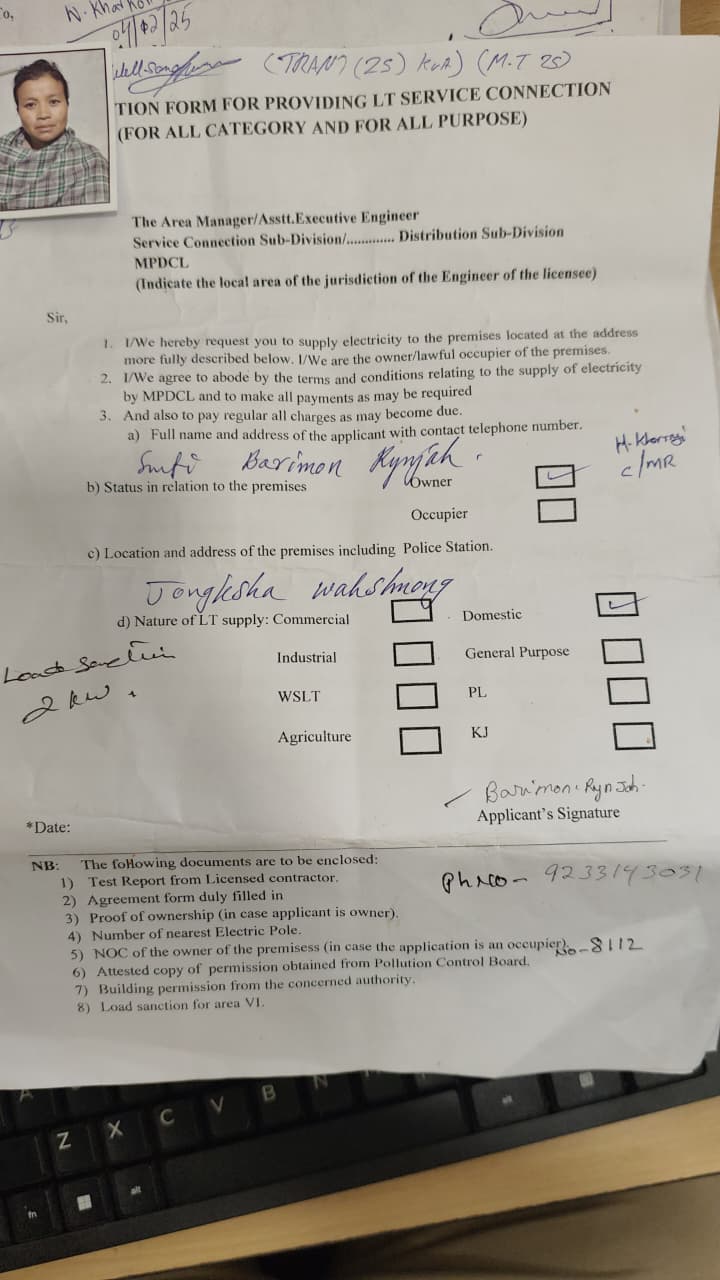 To,
04/02/25
(TRAN) (25) KvA) (M.T 25)
TION FORM FOR PROVIDING LT SERVICE CONNECTION
(FOR ALL CATEGORY AND FOR ALL PURPOSE)
The Area Manager/Asstt.Executive Engineer
Service Connection Sub-Division/............. Distribution Sub-Division
MPDCL
(Indicate the local area of the jurisdiction of the Engineer of the licensee)
Sir,
1. I/We hereby request you to supply electricity to the premises located at the address
more fully described below. I/We are the owner/lawful occupier of the premises.
2. I/We agree to abode by the terms and conditions relating to the supply of electricity
by MPDCL and to make all payments as may be required
3. And also to pay regular all charges as may become due.
a) Full name and address of the applicant with contact telephone number.
Smti Barimon Rynjah.
c/MR
b) Status in relation to the premises Owner
Occupier
c) Location and address of the premises including Police Station.
Jongksha wahshnong
d) Nature of LT supply: Commercial Domestic
Load Sanction
Industrial General Purpose
2 kw.
WSLT PL
Agriculture KJ
Barimon. Rynjah.
Applicant's Signature
*Date:
NB: The following documents are to be enclosed:
Ph No - 9233143031
1) Test Report from Licensed contractor.
2) Agreement form duly filled in
3) Proof of ownership (in case applicant is owner).
4) Number of nearest Electric Pole.
5) NOC of the owner of the premisess (in case the application is an occupier).
No - 8112
6) Attested copy of permission obtained from Pollution Control Board.
7) Building permission from the concerned authority.
8) Load sanction for area VI.
A
Z X C V B N
fn alt alt